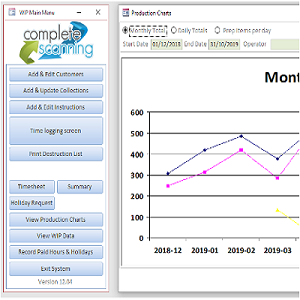 WIP Main Menu
complete
scanning
Add & Edit Customers
Add & Update Collections
Add & Edit Instructions
Time logging screen
Print Destruction List
Timesheet Summary
Holiday Request
View Production Charts
View WIP Data
Record Paid Hours & Holidays
Exit System
Version 12.84
Production Charts
Monthly Total Daily Totals Prep items per day
Start Date 01/12/2018 End Date 31/10/2019 Operator
Mont
600
500
400
300
200
100
0
2018-12 2019-01 2019-02 2019-03